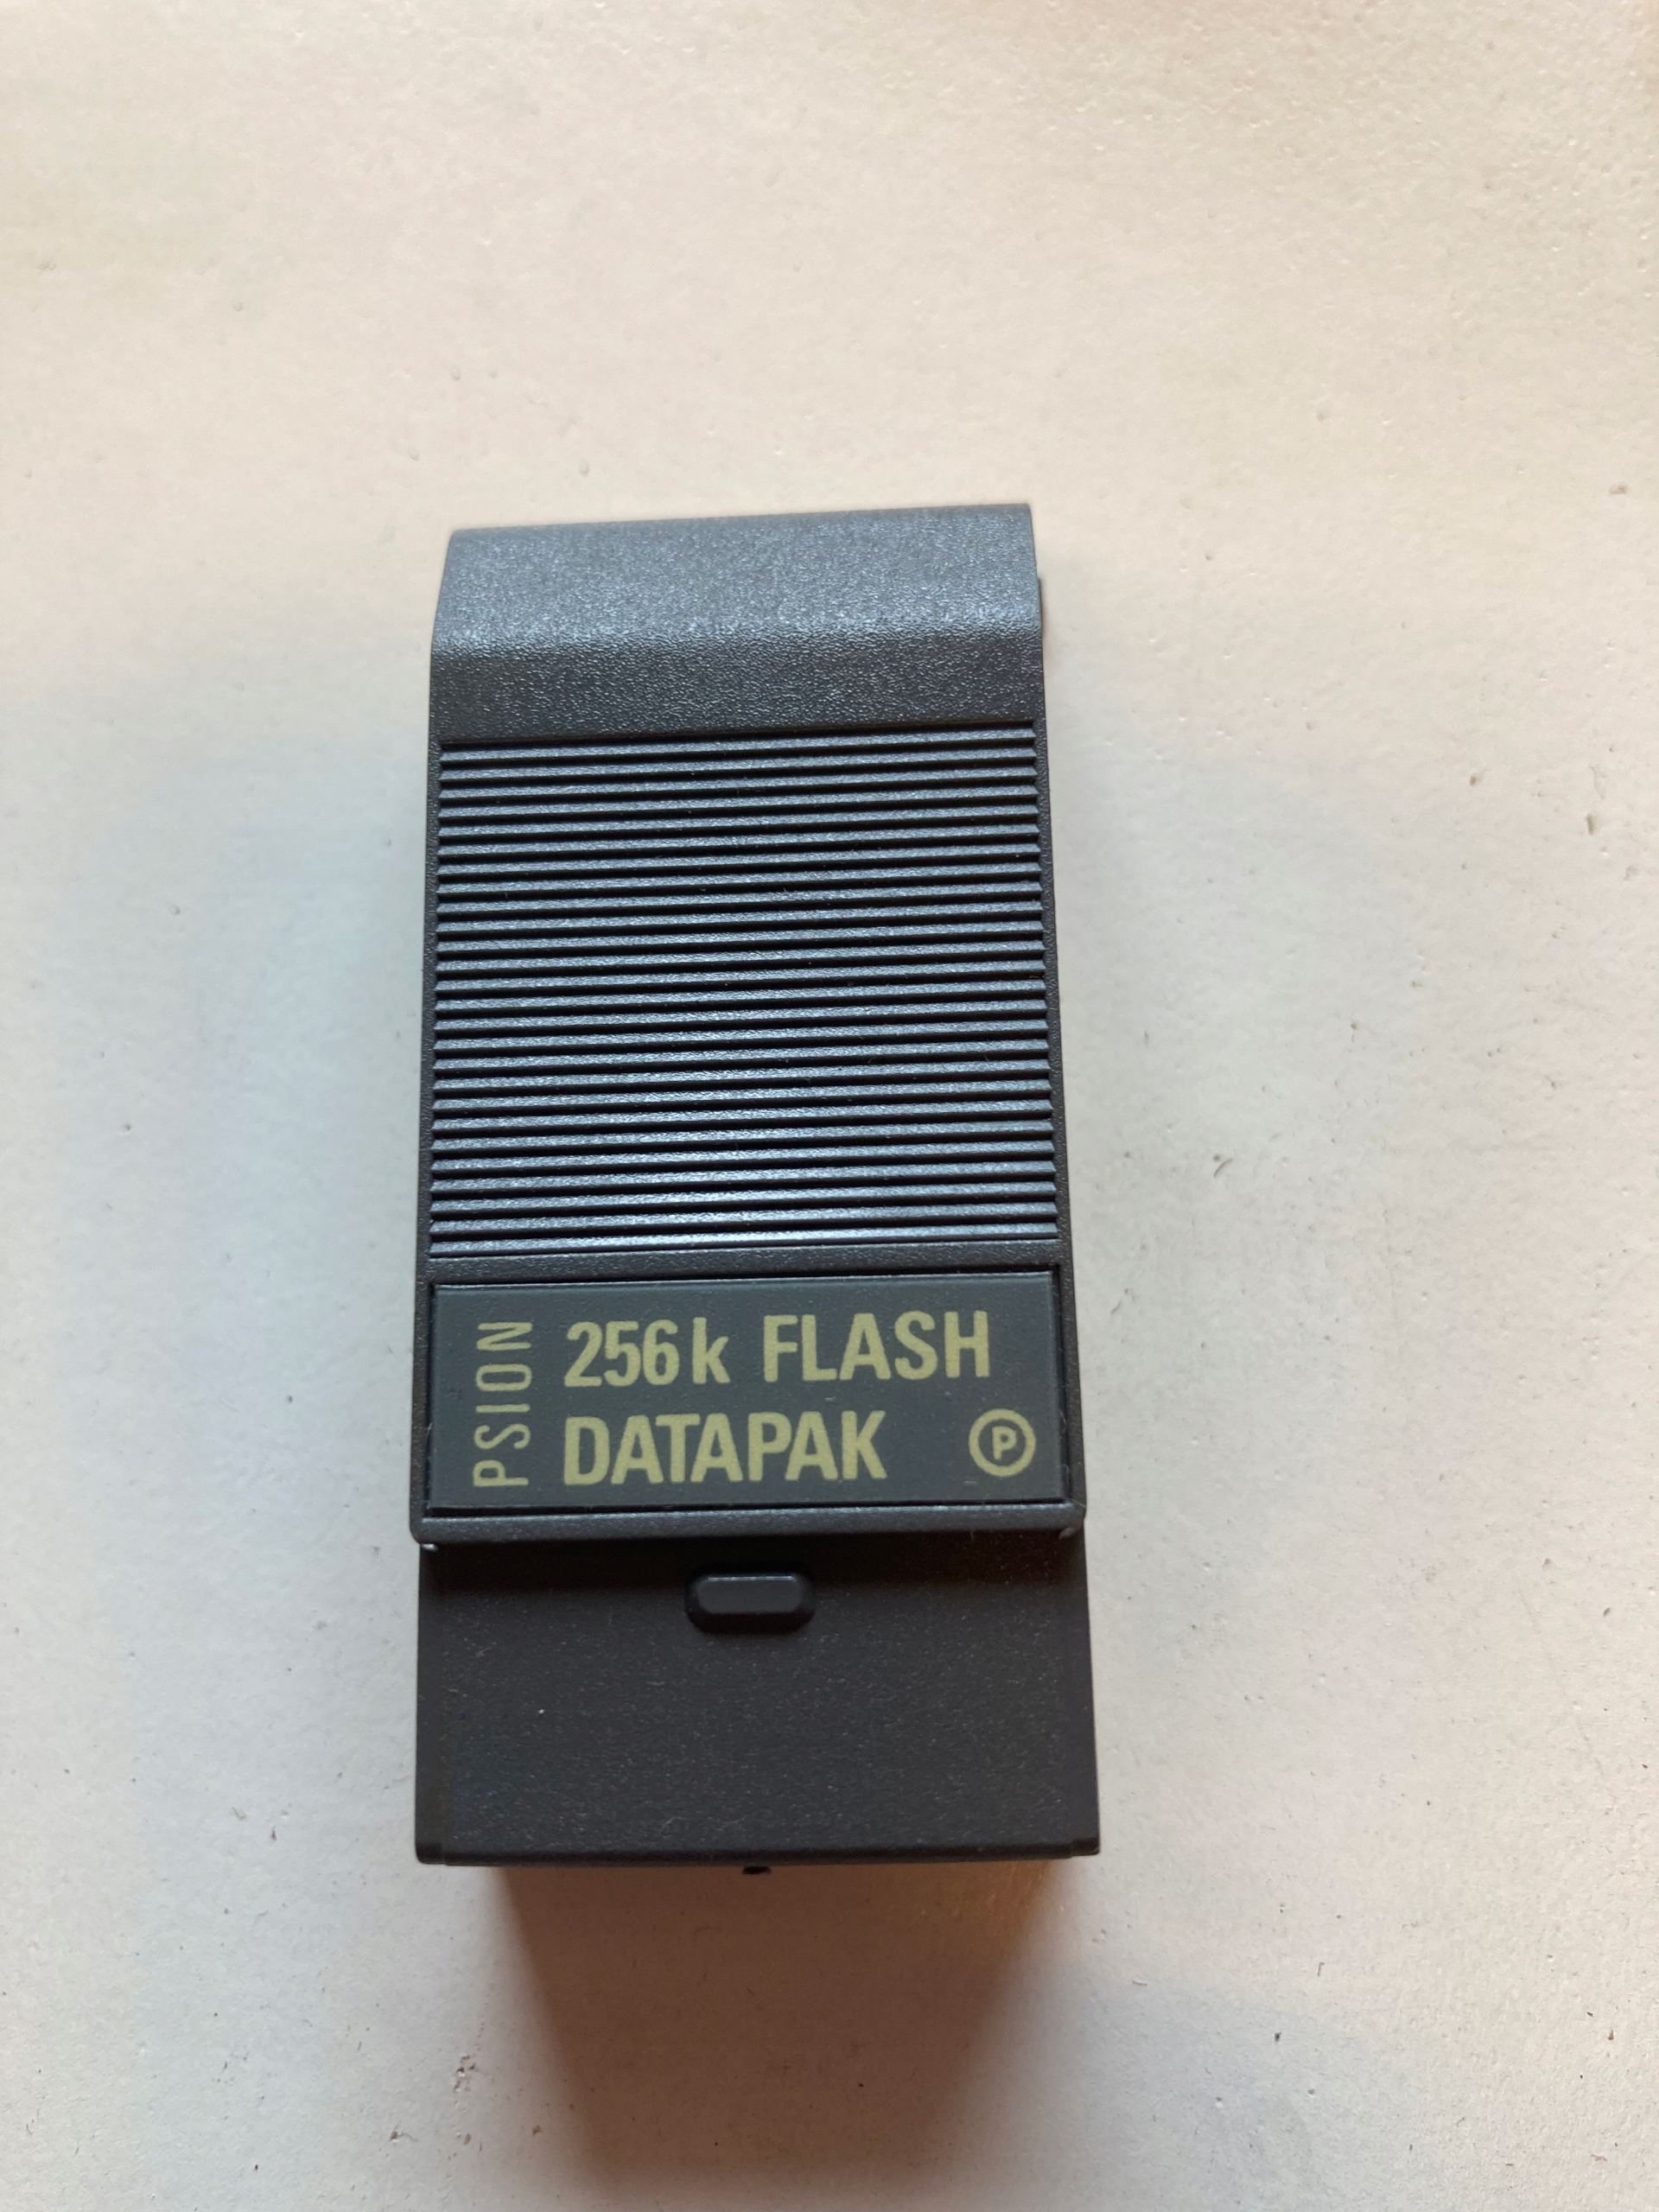 PSION
256k FLASH
DATAPAK
Ⓟ